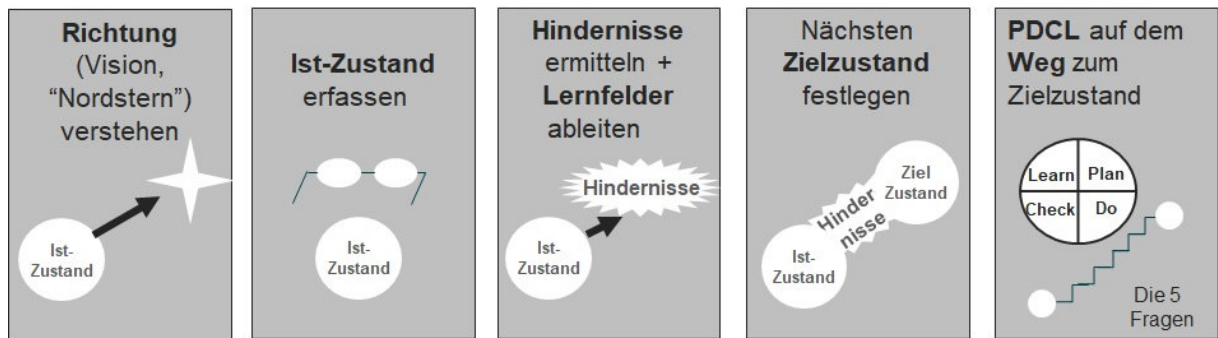 Richtung
(Vision,
“Nordstern”)
verstehen
Ist-
Zustand
Ist-Zustand
erfassen
Ist-
Zustand
Hindernisse
ermitteln +
Lernfelder
ableiten
Hindernisse
Ist-
Zustand
Nächsten
Zielzustand
festlegen
Ziel
Zustand
Hinder
nisse
Ist-
Zustand
PDCL auf dem
Weg zum
Zielzustand
Learn Plan
Check Do
Die 5
Fragen